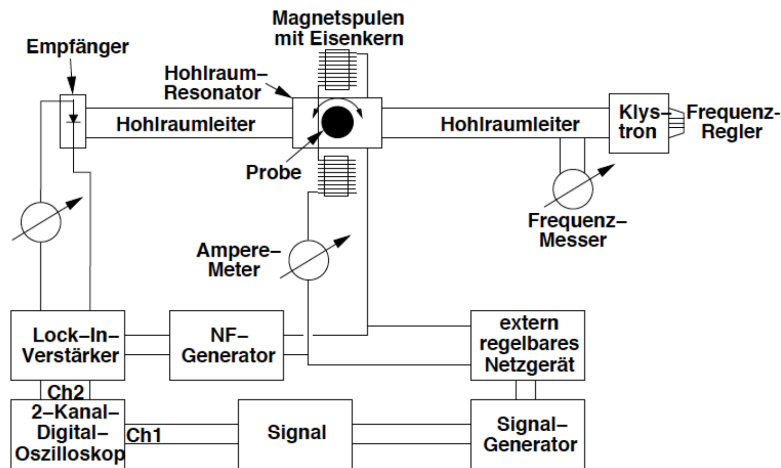 Magnetspulen
mit Eisenkern
Empfänger
Hohlraum–
Resonator
Hohlraumleiter
Hohlraumleiter
Klys–
tron
Frequenz–
Regler
Probe
Frequenz–
Messer
Ampere–
Meter
Lock–In–
Verstärker
NF–
Generator
extern
regelbares
Netzgerät
Ch2
2–Kanal–
Digital–
Oszilloskop
Ch1
Signal
Signal–
Generator